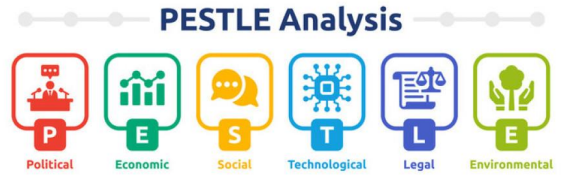 PESTLE Analysis
P E S T L E
Political Economic Social Technological Legal Environmental